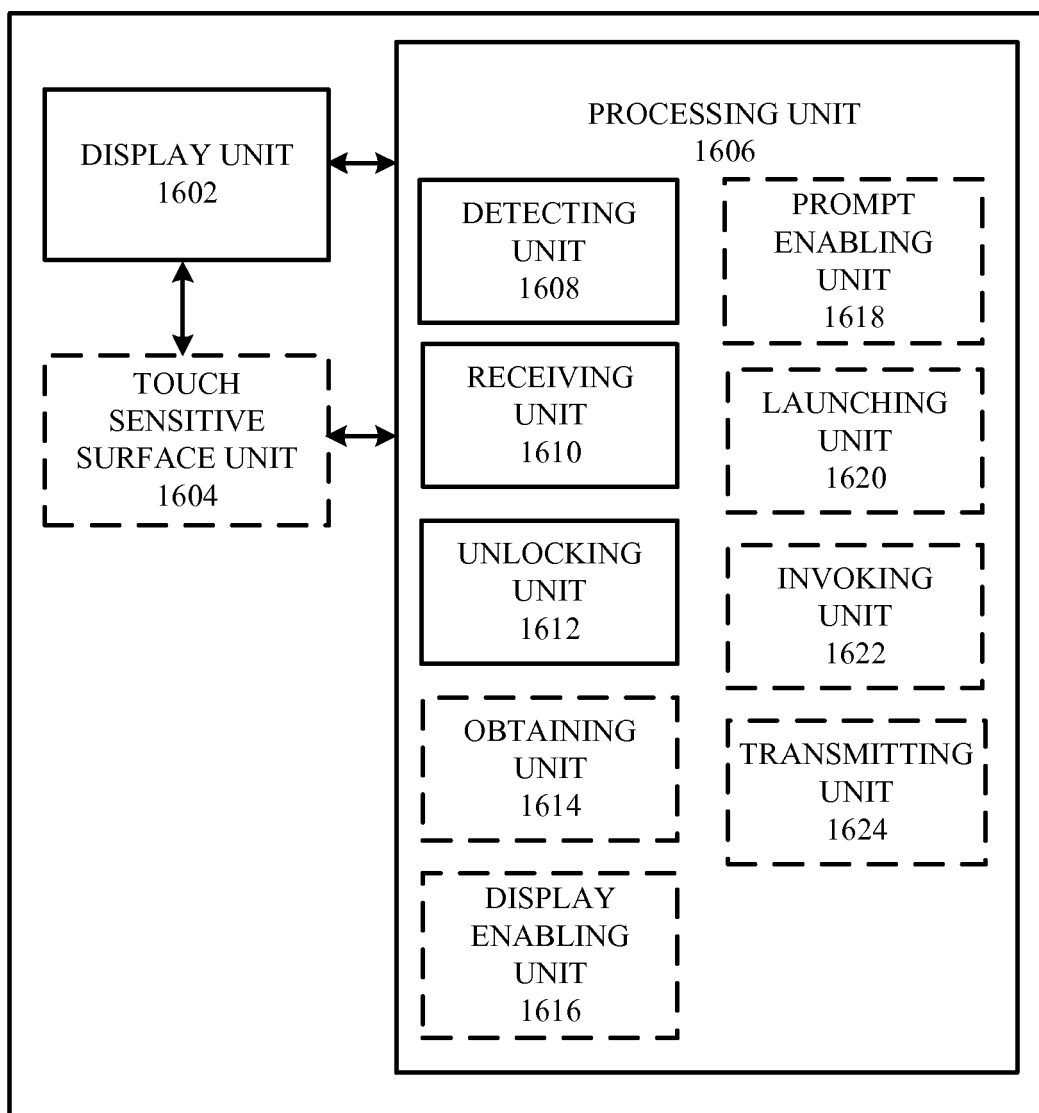 DISPLAY UNIT
1602
TOUCH
SENSITIVE
SURFACE UNIT
1604
PROCESSING UNIT
1606
DETECTING
UNIT
1608
RECEIVING
UNIT
1610
UNLOCKING
UNIT
1612
OBTAINING
UNIT
1614
DISPLAY
ENABLING
UNIT
1616
PROMPT
ENABLING
UNIT
1618
LAUNCHING
UNIT
1620
INVOKING
UNIT
1622
TRANSMITTING
UNIT
1624